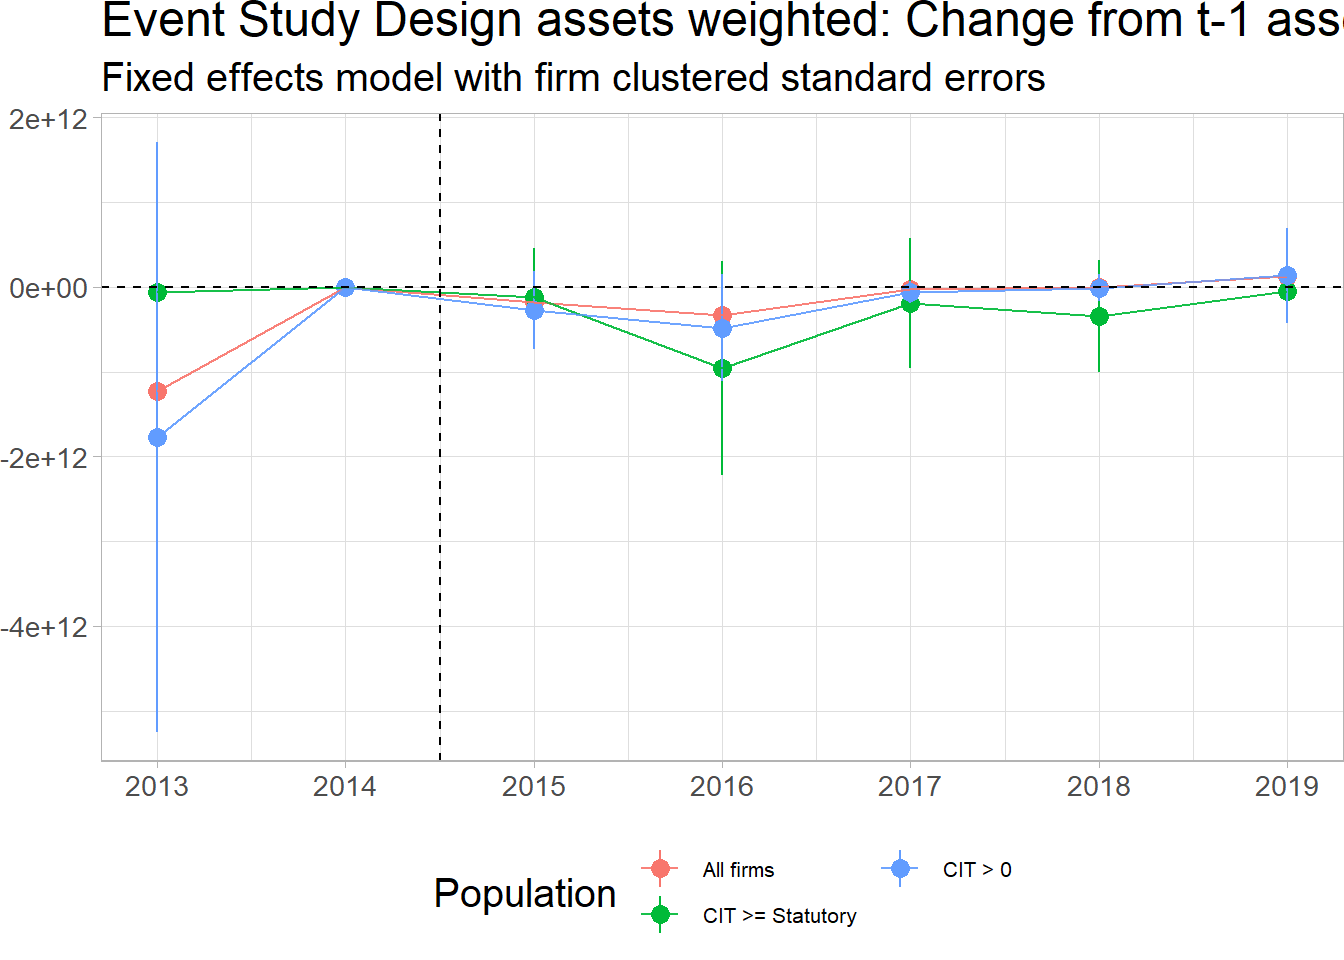 Event Study Design assets weighted: Change from t-1
Fixed effects model with firm clustered standard errors
2e+12
0e+00
-2e+12
-4e+12
2013 2014 2015 2016 2017 2018 2019
Population
All firms
CIT >= Statutory
CIT > 0